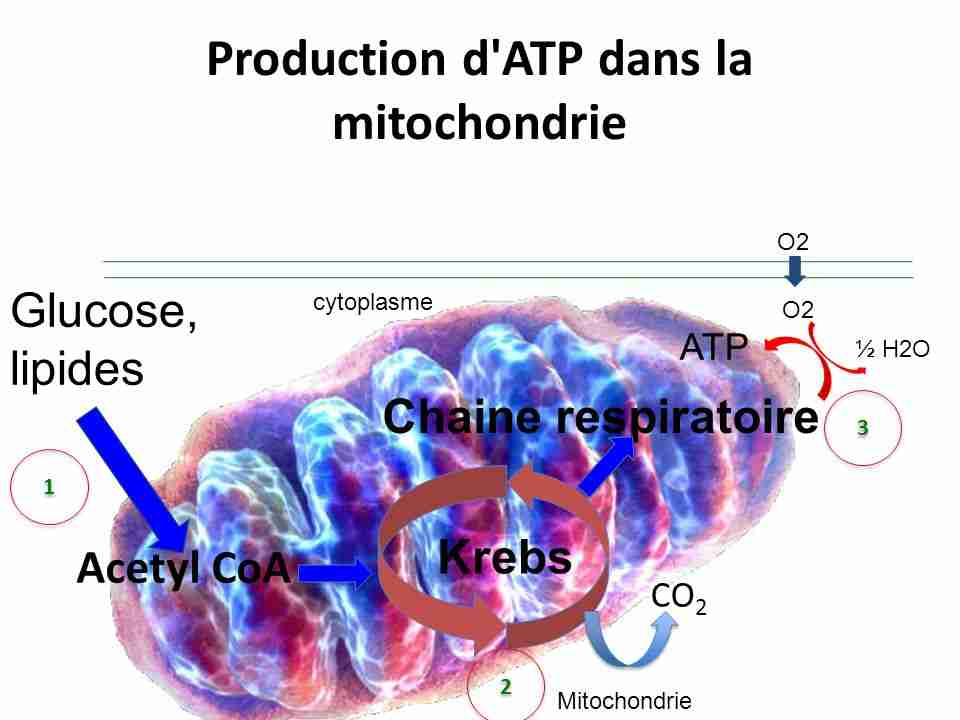 Production d'ATP dans la
mitochondrie
O2
cytoplasme
O2
Glucose,
lipides
ATP
½ H2O
Chaine respiratoire
3
1
Acetyl CoA
Krebs
CO₂
2
Mitochondrie